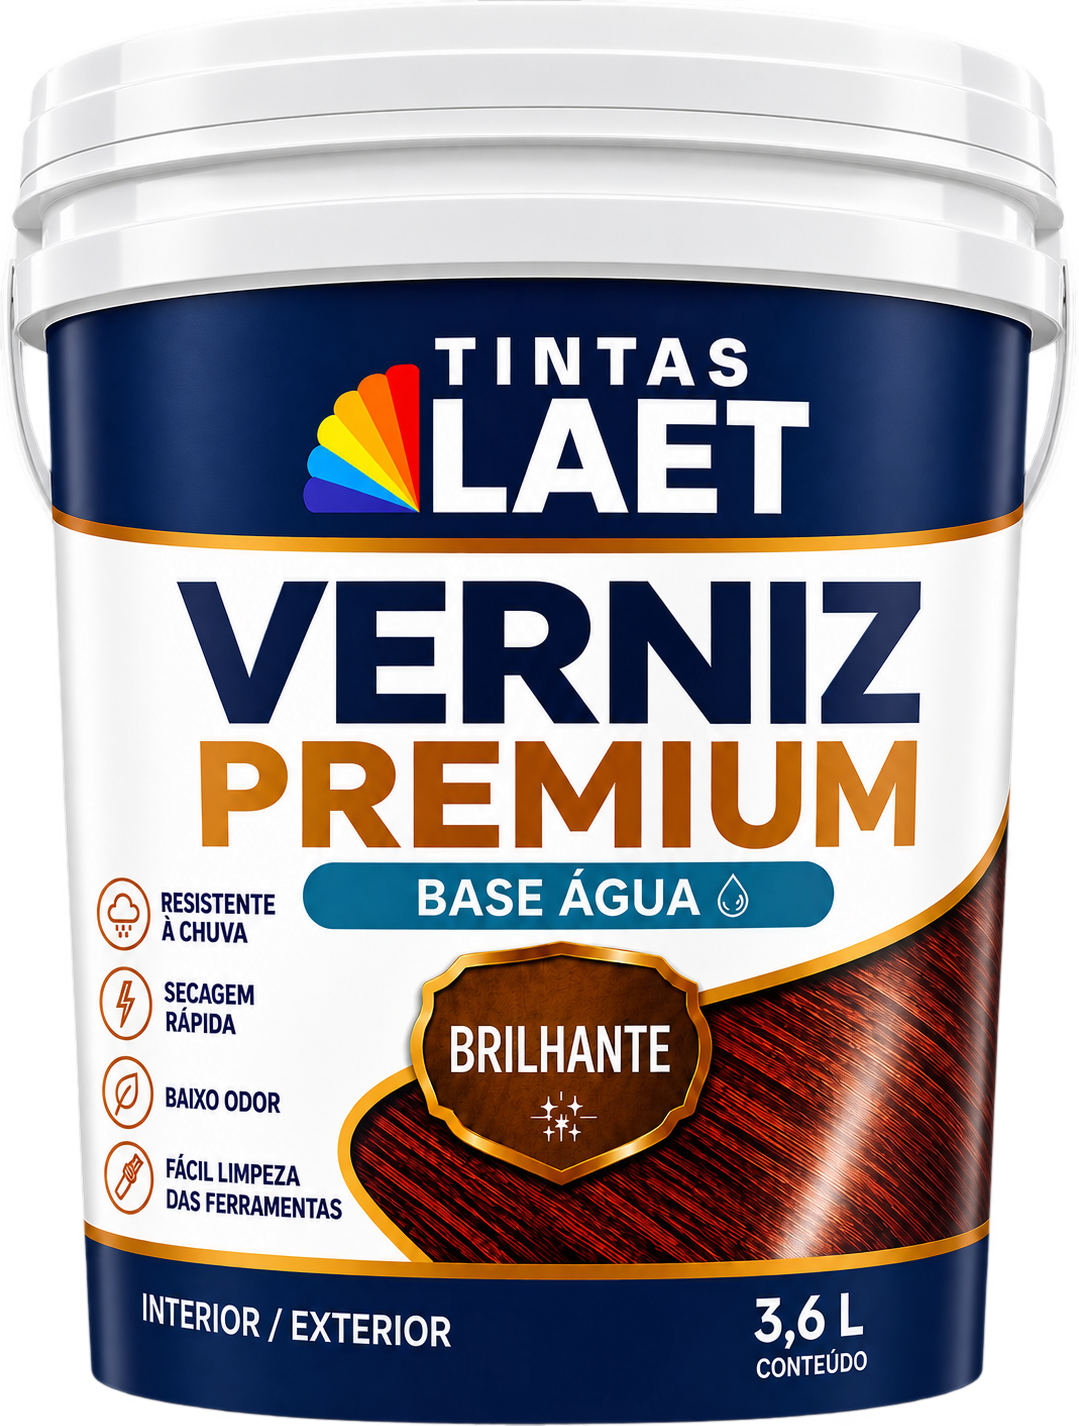 TINTAS
LAET
VERNIZ
PREMIUM
BASE ÁGUA
RESISTENTE
À CHUVA
SECAGEM
RÁPIDA
BAIXO ODOR
FÁCIL LIMPEZA
DAS FERRAMENTAS
BRILHANTE
INTERIOR / EXTERIOR
3,6 L
CONTEÚDO